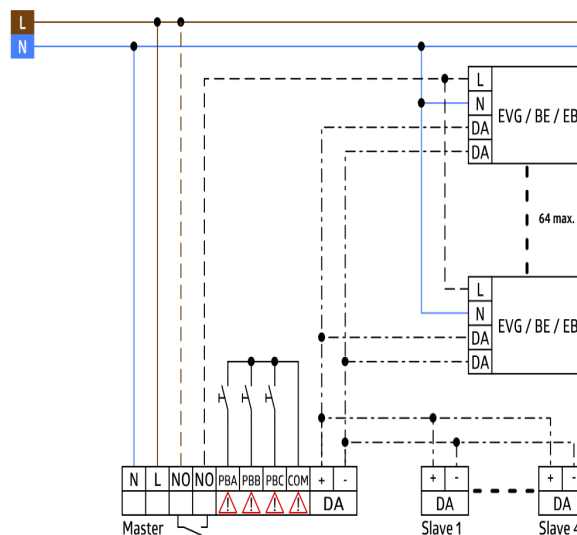 L
N
L
N
DA
DA
EVG / BE / EB
64 max.
L
N
DA
DA
EVG / BE / EB
N L NO NO PBA PBB PBC COM + -
DA
Master
+ -
DA
Slave 1
+ -
DA
Slave 4